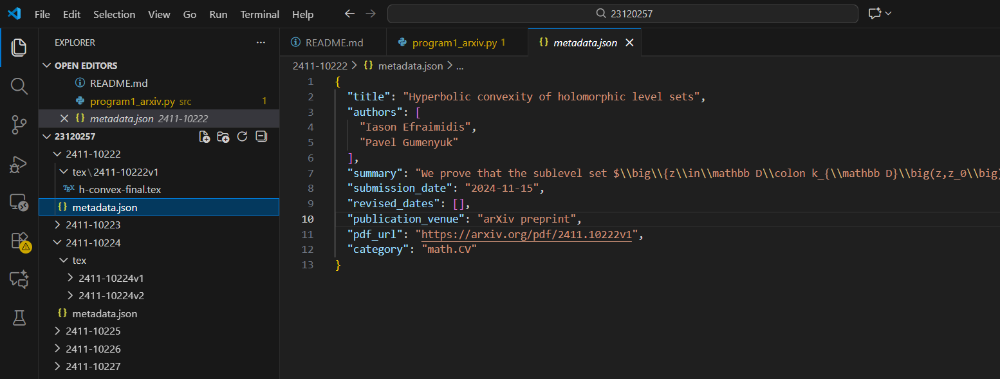 File Edit Selection View Go Run Terminal Help
23120257
EXPLORER
OPEN EDITORS
README.md
program1_arxiv.py src 1
metadata.json 2411-10222
23120257
2411-10222
tex\2411-10222v1
h-convex-final.tex
metadata.json
2411-10223
2411-10224
tex
2411-10224v1
2411-10224v2
metadata.json
2411-10225
2411-10226
2411-10227
README.md program1_arxiv.py 1 metadata.json
2411-10222 > {} metadata.json > ...
1 {
2 "title": "Hyperbolic convexity of holomorphic level sets",
3 "authors": [
4 "Iason Efraimidis",
5 "Pavel Gumenyuk"
6 ],
7 "summary": "We prove that the sublevel set $\\big\\{z\\in\\mathbb D\\colon k_{\\mathbb D}\\big(z,z_0\\big)
8 "submission_date": "2024-11-15",
9 "revised_dates": [],
10 "publication_venue": "arXiv preprint",
11 "pdf_url": "https://arxiv.org/pdf/2411.10222v1",
12 "category": "math.CV"
13 }